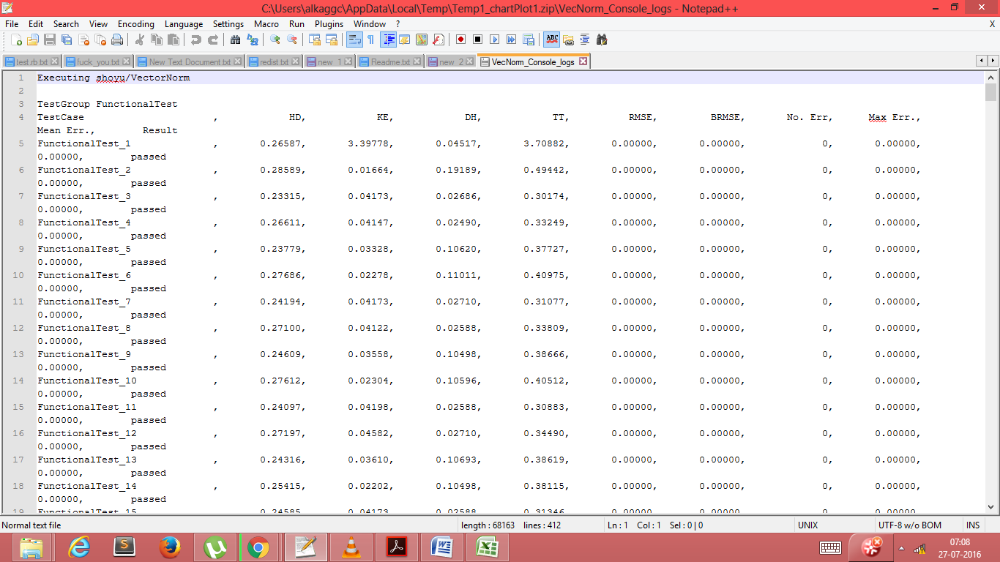 C:\Users\alkaggc\AppData\Local\Temp\Temp1_chartPlot1.zip\VecNorm_Console_logs - Notepad++
File Edit Search View Encoding Language Settings Macro Run Plugins Window ? X
test.rb.txt fuck_you.txt New Text Document.txt redist.txt new 1 Readme.txt new 2 VecNorm_Console_logs
1 Executing shoyu/VectorNorm
2
3 TestGroup FunctionalTest
4 TestCase , HD, KE, DH, TT, RMSE, BRMSE, No. Err, Max Err.,
Mean Err., Result
5 FunctionalTest_1 , 0.26587, 3.39778, 0.04517, 3.70882, 0.00000, 0.00000, 0, 0.00000,
0.00000, passed
6 FunctionalTest_2 , 0.28589, 0.01664, 0.19189, 0.49442, 0.00000, 0.00000, 0, 0.00000,
0.00000, passed
7 FunctionalTest_3 , 0.23315, 0.04173, 0.02686, 0.30174, 0.00000, 0.00000, 0, 0.00000,
0.00000, passed
8 FunctionalTest_4 , 0.26611, 0.04147, 0.02490, 0.33249, 0.00000, 0.00000, 0, 0.00000,
0.00000, passed
9 FunctionalTest_5 , 0.23779, 0.03328, 0.10620, 0.37727, 0.00000, 0.00000, 0, 0.00000,
0.00000, passed
10 FunctionalTest_6 , 0.27686, 0.02278, 0.11011, 0.40975, 0.00000, 0.00000, 0, 0.00000,
0.00000, passed
11 FunctionalTest_7 , 0.24194, 0.04173, 0.02710, 0.31077, 0.00000, 0.00000, 0, 0.00000,
0.00000, passed
12 FunctionalTest_8 , 0.27100, 0.04122, 0.02588, 0.33809, 0.00000, 0.00000, 0, 0.00000,
0.00000, passed
13 FunctionalTest_9 , 0.24609, 0.03558, 0.10498, 0.38666, 0.00000, 0.00000, 0, 0.00000,
0.00000, passed
14 FunctionalTest_10 , 0.27612, 0.02304, 0.10596, 0.40512, 0.00000, 0.00000, 0, 0.00000,
0.00000, passed
15 FunctionalTest_11 , 0.24097, 0.04198, 0.02588, 0.30883, 0.00000, 0.00000, 0, 0.00000,
0.00000, passed
16 FunctionalTest_12 , 0.27197, 0.04582, 0.02710, 0.34490, 0.00000, 0.00000, 0, 0.00000,
0.00000, passed
17 FunctionalTest_13 , 0.24316, 0.03610, 0.10693, 0.38619, 0.00000, 0.00000, 0, 0.00000,
0.00000, passed
18 FunctionalTest_14 , 0.25415, 0.02202, 0.10498, 0.38115, 0.00000, 0.00000, 0, 0.00000,
0.00000, passed
19 FunctionalTest_15 0.24585 0.04173 0.02588 0.31346 0.00000 0.00000 0 0.00000
Normal text file length : 68163 lines : 412 Ln : 1 Col : 1 Sel : 0 | 0 UNIX UTF-8 w/o BOM INS
07:08
27-07-2016